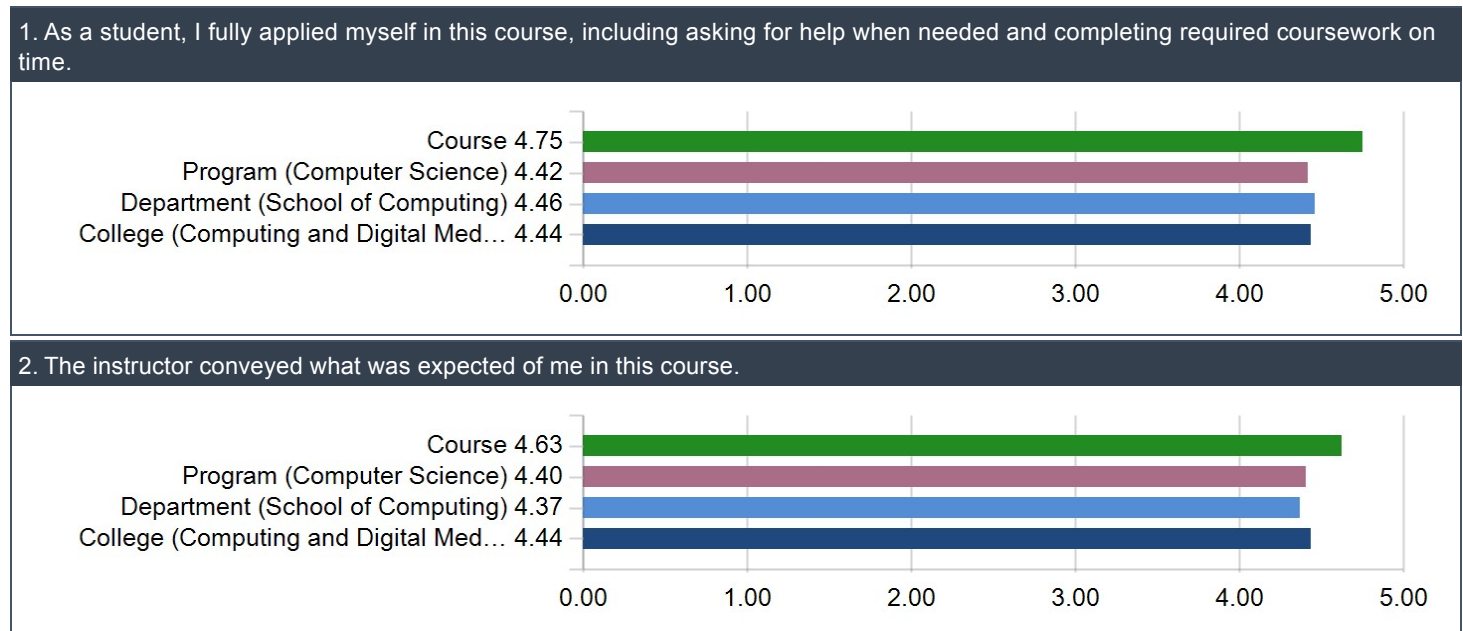 1. As a student, I fully applied myself in this course, including asking for help when needed and completing required coursework on
time.
Course 4.75
Program (Computer Science) 4.42
Department (School of Computing) 4.46
College (Computing and Digital Med... 4.44
0.00 1.00 2.00 3.00 4.00 5.00
2. The instructor conveyed what was expected of me in this course.
Course 4.63
Program (Computer Science) 4.40
Department (School of Computing) 4.37
College (Computing and Digital Med... 4.44
0.00 1.00 2.00 3.00 4.00 5.00